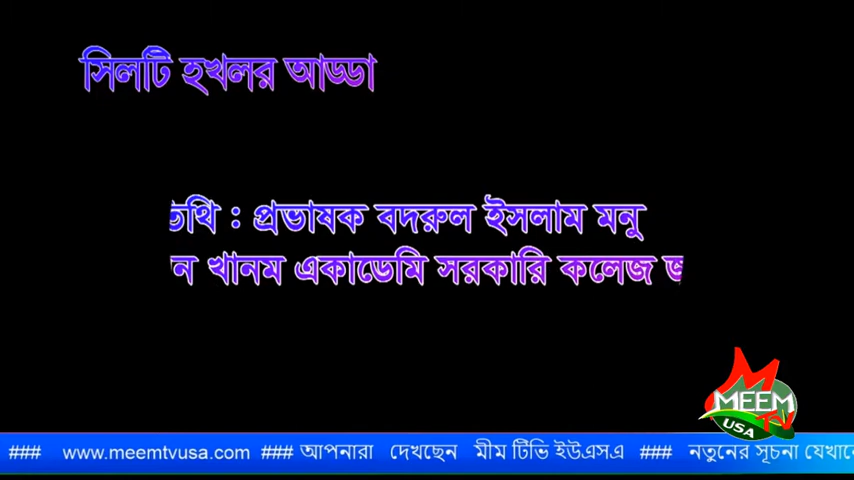 সিলটি হখলর আড্ডা
তিথি : প্রভাষক বদরুল ইসলাম মনু
ন খানম একাডেমি সরকারি কলেজ
MEEM
TV
USA
### www.meemtvusa.com ### আপনারা দেখছেন মীম টিভি ইউএসএ ### নতুনের সূচনা যেখানে